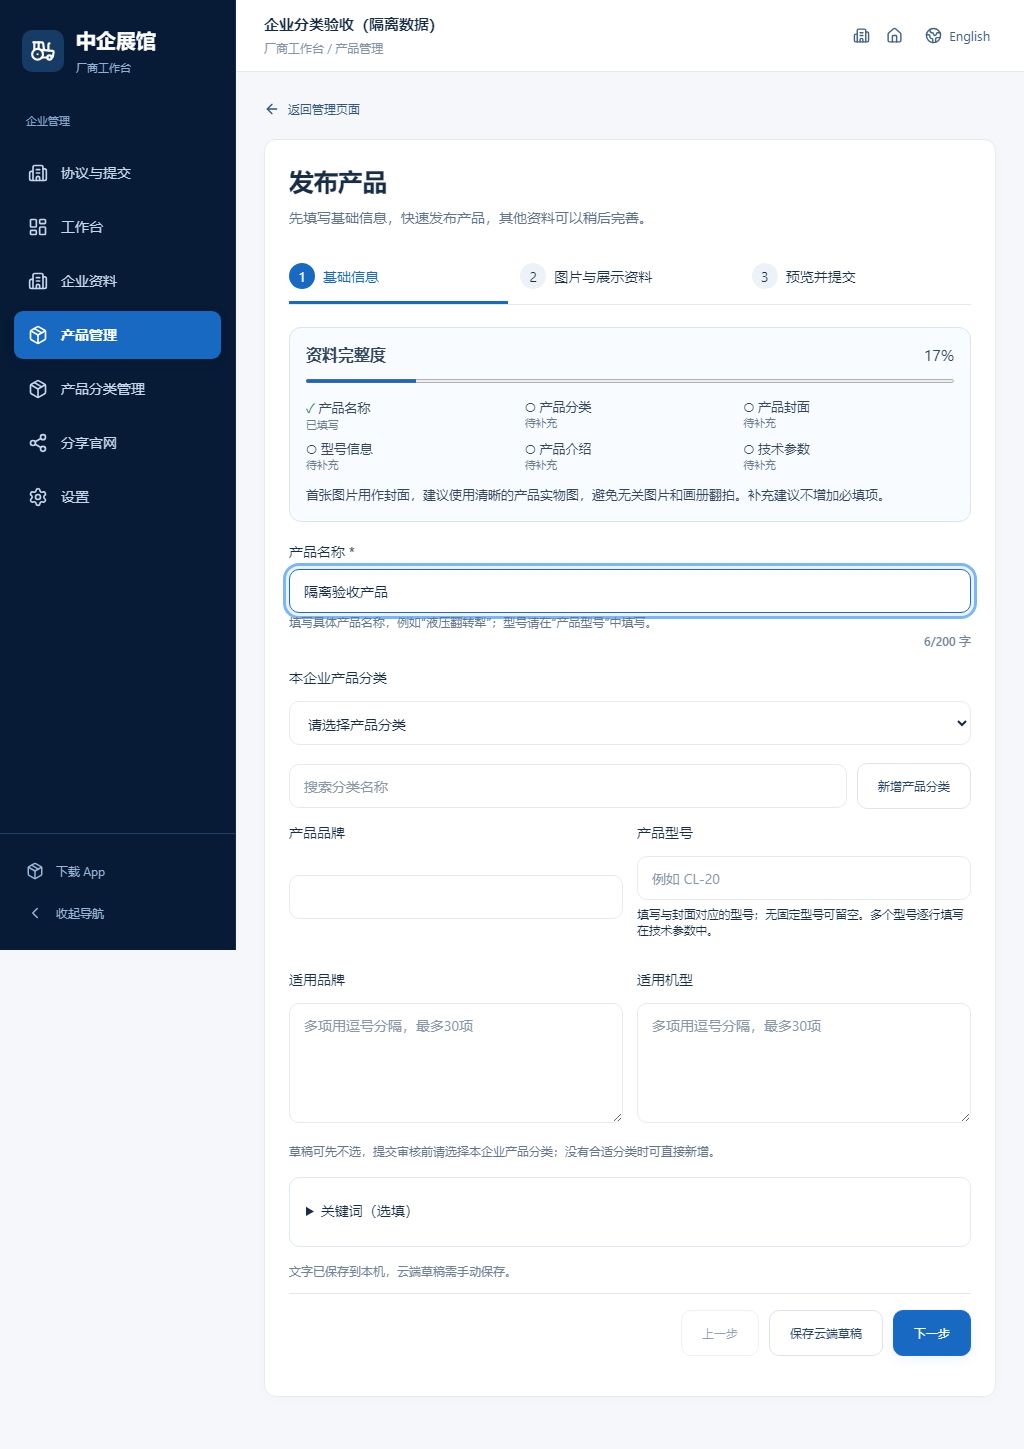 中企展馆
厂商工作台
企业管理
协议与提交
工作台
企业资料
产品管理
产品分类管理
分享官网
设置
下载 App
收起导航
企业分类验收（隔离数据）
厂商工作台 / 产品管理
English
返回管理页面
发布产品
先填写基础信息，快速发布产品，其他资料可以稍后完善。
1 基础信息
2 图片与展示资料
3 预览并提交
资料完整度 17%
✓ 产品名称
已填写
○ 产品分类
待补充
○ 产品封面
待补充
○ 型号信息
待补充
○ 产品介绍
待补充
○ 技术参数
待补充
首张图片用作封面，建议使用清晰的产品实物图，避免无关图片和画册翻拍。补充建议不增加必填项。
产品名称 *
隔离验收产品
填写具体产品名称，例如“液压翻转犁”；型号请在“产品型号”中填写。
6/200 字
本企业产品分类
请选择产品分类
搜索分类名称
新增产品分类
产品品牌
产品型号
例如 CL-20
填写与封面对应的型号；无固定型号可留空。多个型号逐行填写
在技术参数中。
适用品牌
适用机型
多项用逗号分隔，最多30项
多项用逗号分隔，最多30项
草稿可先不选，提交审核前请选择本企业产品分类；没有合适分类时可直接新增。
▶ 关键词（选填）
文字已保存到本机，云端草稿需手动保存。
上一步
保存云端草稿
下一步